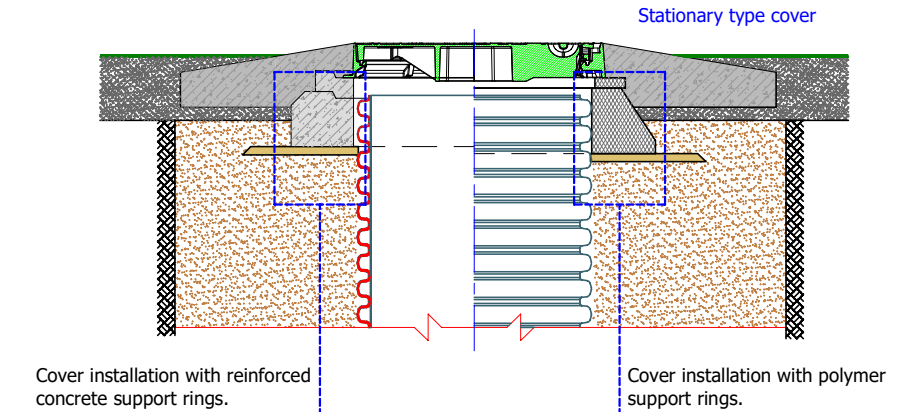 Stationary type cover
Cover installation with reinforced
concrete support rings.
Cover installation with polymer
support rings.